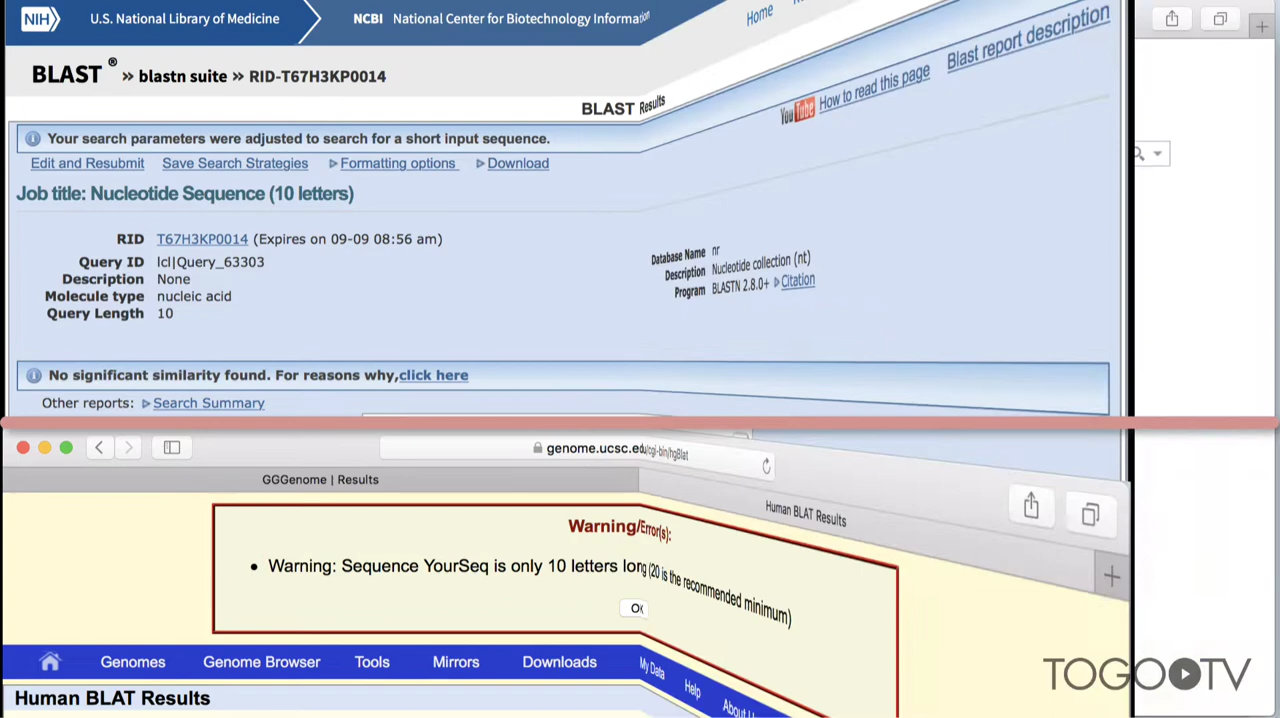 NIH U.S. National Library of Medicine NCBI National Center for Biotechnology Information Home
BLAST ® » blastn suite » RID-T67H3KP0014
BLAST Results
YouTube How to read this page Blast report description
Your search parameters were adjusted to search for a short input sequence.
Edit and Resubmit Save Search Strategies Formatting options Download
Job title: Nucleotide Sequence (10 letters)
RID T67H3KP0014 (Expires on 09-09 08:56 am)
Query ID lcl|Query_63303
Description None
Molecule type nucleic acid
Query Length 10
Database Name nr
Description Nucleotide collection (nt)
Program BLASTN 2.8.0+ Citation
No significant similarity found. For reasons why,click here
Other reports: Search Summary
genome.ucsc.edu/cgi-bin/hgBlat
GGGenome | Results Human BLAT Results
Warning/Error(s):
• Warning: Sequence YourSeq is only 10 letters long (20 is the recommended minimum)
Ok
Genomes Genome Browser Tools Mirrors Downloads My Data Help About
Human BLAT Results
TOGO TV